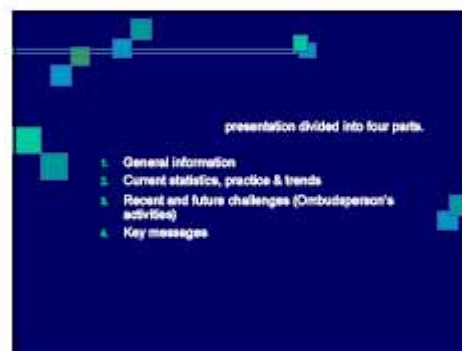 presentation divided into four parts.
1. General information
2. Current statistics, practice & trends
3. Recent and future challenges (Ombudsperson's
activities)
4. Key messages